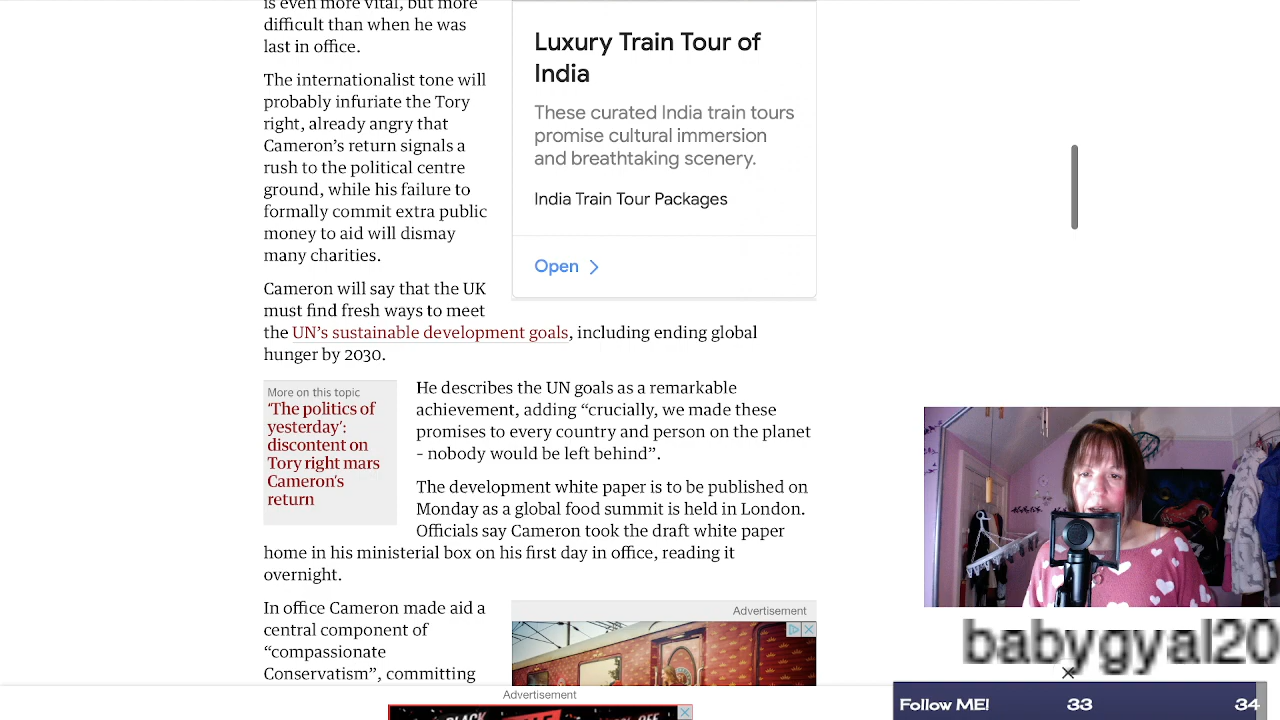 is even more vital, but more
difficult than when he was
last in office.
The internationalist tone will
probably infuriate the Tory
right, already angry that
Cameron's return signals a
rush to the political centre
ground, while his failure to
formally commit extra public
money to aid will dismay
many charities.
Cameron will say that the UK
must find fresh ways to meet
the UN's sustainable development goals, including ending global
hunger by 2030.
Luxury Train Tour of
India
These curated India train tours
promise cultural immersion
and breathtaking scenery.
India Train Tour Packages
Open
More on this topic
'The politics of
yesterday':
discontent on
Tory right mars
Cameron's
return
He describes the UN goals as a remarkable
achievement, adding “crucially, we made these
promises to every country and person on the planet
– nobody would be left behind”.
The development white paper is to be published on
Monday as a global food summit is held in London.
Officials say Cameron took the draft white paper
home in his ministerial box on his first day in office, reading it
overnight.
In office Cameron made aid a
central component of
“compassionate
Conservatism”, committing
Advertisement
Advertisement
babygyal20
Follow ME! 33 34